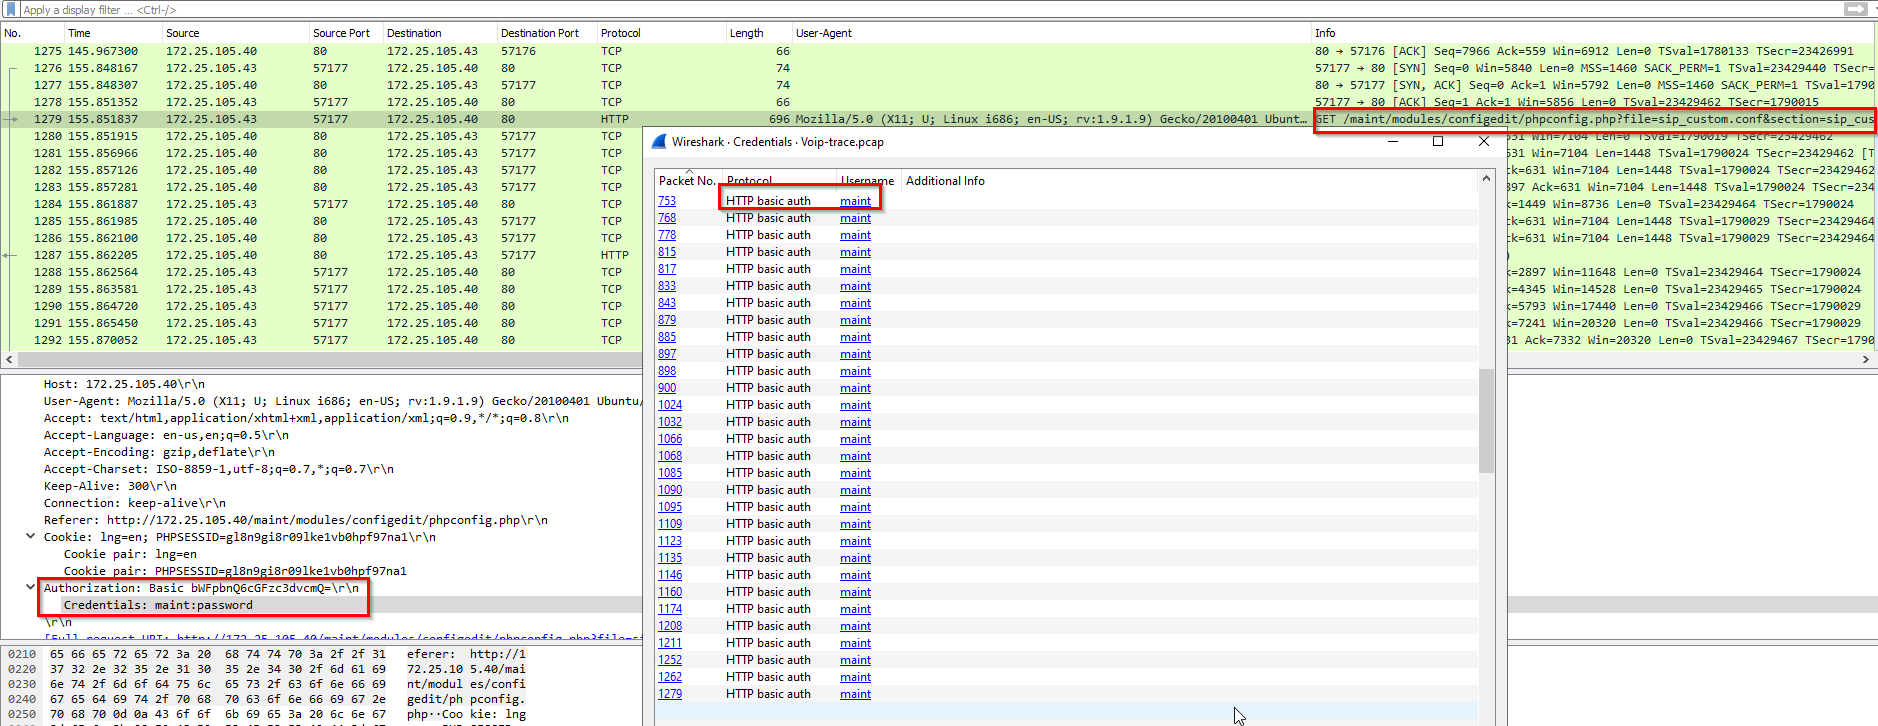 Apply a display filter ... <Ctrl-/>
No. Time Source Source Port Destination Destination Port Protocol Length User-Agent Info
1275 145.967300 172.25.105.40 80 172.25.105.43 57176 TCP 66 80 → 57176 [ACK] Seq=7966 Ack=559 Win=6912 Len=0 TSval=1780133 TSecr=23426991
1276 155.848167 172.25.105.43 57177 172.25.105.40 80 TCP 74 57177 → 80 [SYN] Seq=0 Win=5840 Len=0 MSS=1460 SACK_PERM=1 TSval=23429440 TSecr=
1277 155.848307 172.25.105.40 80 172.25.105.43 57177 TCP 74 80 → 57177 [SYN, ACK] Seq=0 Ack=1 Win=5792 Len=0 MSS=1460 SACK_PERM=1 TSval=1790
1278 155.851352 172.25.105.43 57177 172.25.105.40 80 TCP 66 57177 → 80 [ACK] Seq=1 Ack=1 Win=5856 Len=0 TSval=23429462 TSecr=1790015
1279 155.851837 172.25.105.43 57177 172.25.105.40 80 HTTP 696 Mozilla/5.0 (X11; U; Linux i686; en-US; rv:1.9.1.9) Gecko/20100401 Ubunt… GET /maint/modules/configedit/phpconfig.php?file=sip_custom.conf&section=sip_cus
1280 155.851915 172.25.105.40 80 172.25.105.43 57177 TCP 631 Win=7104 Len=0 TSval=1790019 TSecr=23429462
1281 155.856966 172.25.105.40 80 172.25.105.43 57177 TCP 631 Win=7104 Len=1448 TSval=1790024 TSecr=23429462 [T
1282 155.857126 172.25.105.40 80 172.25.105.43 57177 TCP k=631 Win=7104 Len=1448 TSval=1790024 TSecr=234294
1283 155.857281 172.25.105.40 80 172.25.105.43 57177 TCP 897 Ack=631 Win=7104 Len=1448 TSval=1790024 TSecr=234
1284 155.861887 172.25.105.43 57177 172.25.105.40 80 TCP k=1449 Win=8736 Len=0 TSval=23429464 TSecr=1790024
1285 155.861985 172.25.105.40 80 172.25.105.43 57177 TCP k=631 Win=7104 Len=1448 TSval=1790029 TSecr=234294
1286 155.862100 172.25.105.40 80 172.25.105.43 57177 TCP k=631 Win=7104 Len=1448 TSval=1790029 TSecr=2342946
1287 155.862205 172.25.105.40 80 172.25.105.43 57177 HTTP )
1288 155.862564 172.25.105.43 57177 172.25.105.40 80 TCP k=2897 Win=11648 Len=0 TSval=23429464 TSecr=1790024
1289 155.863581 172.25.105.43 57177 172.25.105.40 80 TCP k=4345 Win=14528 Len=0 TSval=23429465 TSecr=1790024
1290 155.864720 172.25.105.43 57177 172.25.105.40 80 TCP k=5793 Win=17440 Len=0 TSval=23429466 TSecr=1790029
1291 155.865450 172.25.105.43 57177 172.25.105.40 80 TCP k=7241 Win=20320 Len=0 TSval=23429466 TSecr=1790029
1292 155.870052 172.25.105.43 57177 172.25.105.40 80 TCP 31 Ack=7332 Win=20320 Len=0 TSval=23429467 TSecr=179
Wireshark · Credentials · Voip-trace.pcap
Packet No. Protocol Username Additional Info
753 HTTP basic auth maint
768 HTTP basic auth maint
778 HTTP basic auth maint
815 HTTP basic auth maint
817 HTTP basic auth maint
833 HTTP basic auth maint
843 HTTP basic auth maint
879 HTTP basic auth maint
885 HTTP basic auth maint
897 HTTP basic auth maint
898 HTTP basic auth maint
900 HTTP basic auth maint
1024 HTTP basic auth maint
1032 HTTP basic auth maint
1066 HTTP basic auth maint
1068 HTTP basic auth maint
1085 HTTP basic auth maint
1090 HTTP basic auth maint
1095 HTTP basic auth maint
1109 HTTP basic auth maint
1123 HTTP basic auth maint
1135 HTTP basic auth maint
1146 HTTP basic auth maint
1160 HTTP basic auth maint
1174 HTTP basic auth maint
1208 HTTP basic auth maint
1211 HTTP basic auth maint
1252 HTTP basic auth maint
1262 HTTP basic auth maint
1279 HTTP basic auth maint
Host: 172.25.105.40\r\n
User-Agent: Mozilla/5.0 (X11; U; Linux i686; en-US; rv:1.9.1.9) Gecko/20100401 Ubuntu/
Accept: text/html,application/xhtml+xml,application/xml;q=0.9,*/*;q=0.8\r\n
Accept-Language: en-us,en;q=0.5\r\n
Accept-Encoding: gzip,deflate\r\n
Accept-Charset: ISO-8859-1,utf-8;q=0.7,*;q=0.7\r\n
Keep-Alive: 300\r\n
Connection: keep-alive\r\n
Referer: http://172.25.105.40/maint/modules/configedit/phpconfig.php\r\n
Cookie: lng=en; PHPSESSID=gl8n9gi8r09lke1vb0hpf97na1\r\n
Cookie pair: lng=en
Cookie pair: PHPSESSID=gl8n9gi8r09lke1vb0hpf97na1
Authorization: Basic bWFpbnQ6cGFzc3dvcmQ=\r\n
Credentials: maint:password
\r\n
[Full request URI: http://172.25.105.40/maint/modules/configedit/phpconfig.php?file=si
0210 65 66 65 72 65 72 3a 20 68 74 74 70 3a 2f 2f 31 eferer: http://1
0220 37 32 2e 32 35 2e 31 30 35 2e 34 30 2f 6d 61 69 72.25.10 5.40/mai
0230 6e 74 2f 6d 6f 64 75 6c 65 73 2f 63 6f 6e 66 69 nt/modul es/confi
0240 67 65 64 69 74 2f 70 68 70 63 6f 6e 66 69 67 2e gedit/ph pconfig.
0250 70 68 70 0d 0a 43 6f 6f 6b 69 65 3a 20 6c 6e 67 php··Coo kie: lng